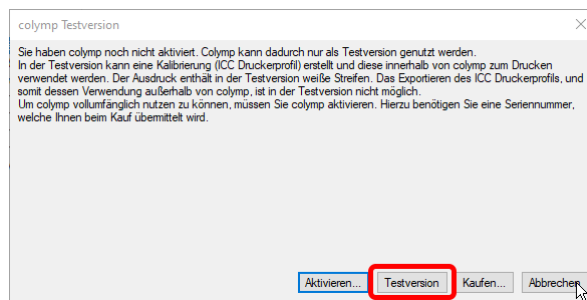 colymp Testversion
Sie haben colymp noch nicht aktiviert. Colymp kann dadurch nur als Testversion genutzt werden.
In der Testversion kann eine Kalibrierung (ICC Druckerprofil) erstellt und diese innerhalb von colymp zum Drucken
verwendet werden. Der Ausdruck enthält in der Testversion weiße Streifen. Das Exportieren des ICC Druckerprofils, und
somit dessen Verwendung außerhalb von colymp, ist in der Testversion nicht möglich.
Um colymp vollumfänglich nutzen zu können, müssen Sie colymp aktivieren. Hierzu benötigen Sie eine Seriennummer,
welche Ihnen beim Kauf übermittelt wird.
Aktivieren... Testversion Kaufen... Abbrechen